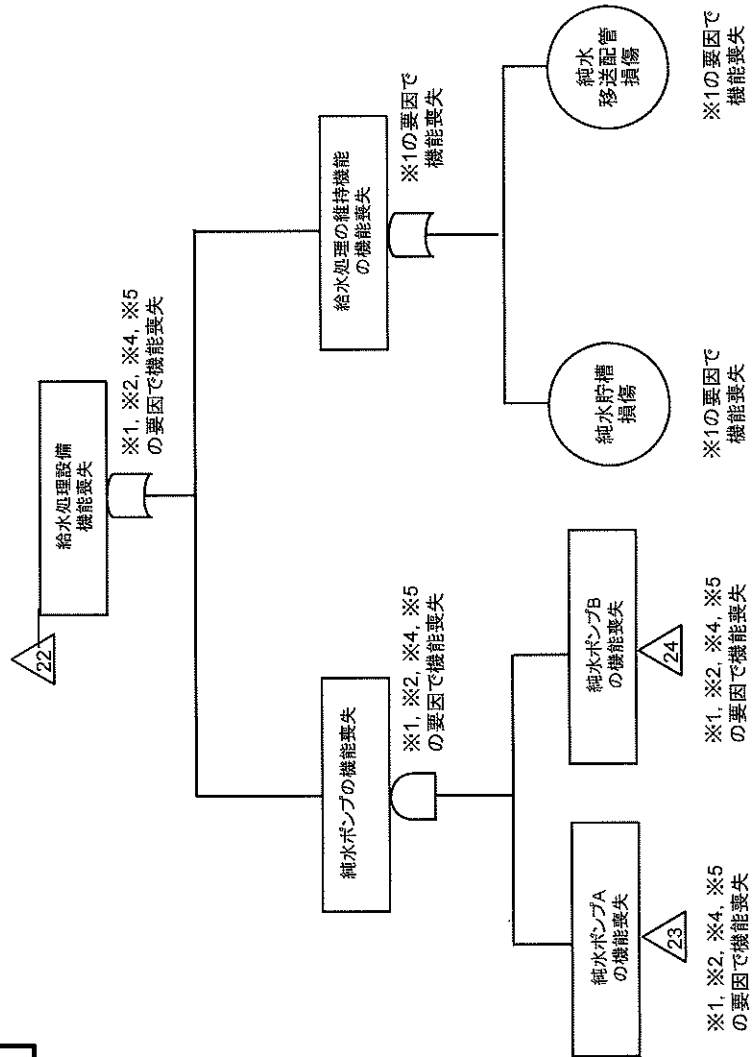 22
給水処理設備
機能喪失
※1, ※2, ※4, ※5
の要因で機能喪失
純水ポンプの機能喪失
※1, ※2, ※4, ※5
の要因で機能喪失
給水処理の維持機能
の機能喪失
※1の要因で
機能喪失
純水ポンプA
の機能喪失
23
※1, ※2, ※4, ※5
の要因で機能喪失
純水ポンプB
の機能喪失
24
※1, ※2, ※4, ※5
の要因で機能喪失
純水貯槽
損傷
※1の要因で
機能喪失
純水
移送配管
損傷
※1の要因で
機能喪失